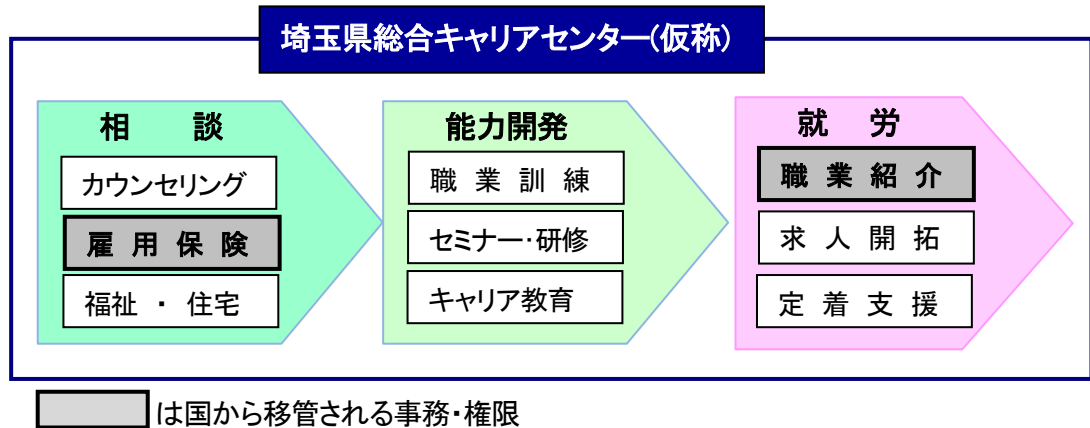 埼玉県総合キャリアセンター(仮称)
相 談
カウンセリング
雇用保険
福祉・住宅
能力開発
職業訓練
セミナー・研修
キャリア教育
就 労
職業紹介
求人開拓
定着支援
は国から移管される事務・権限